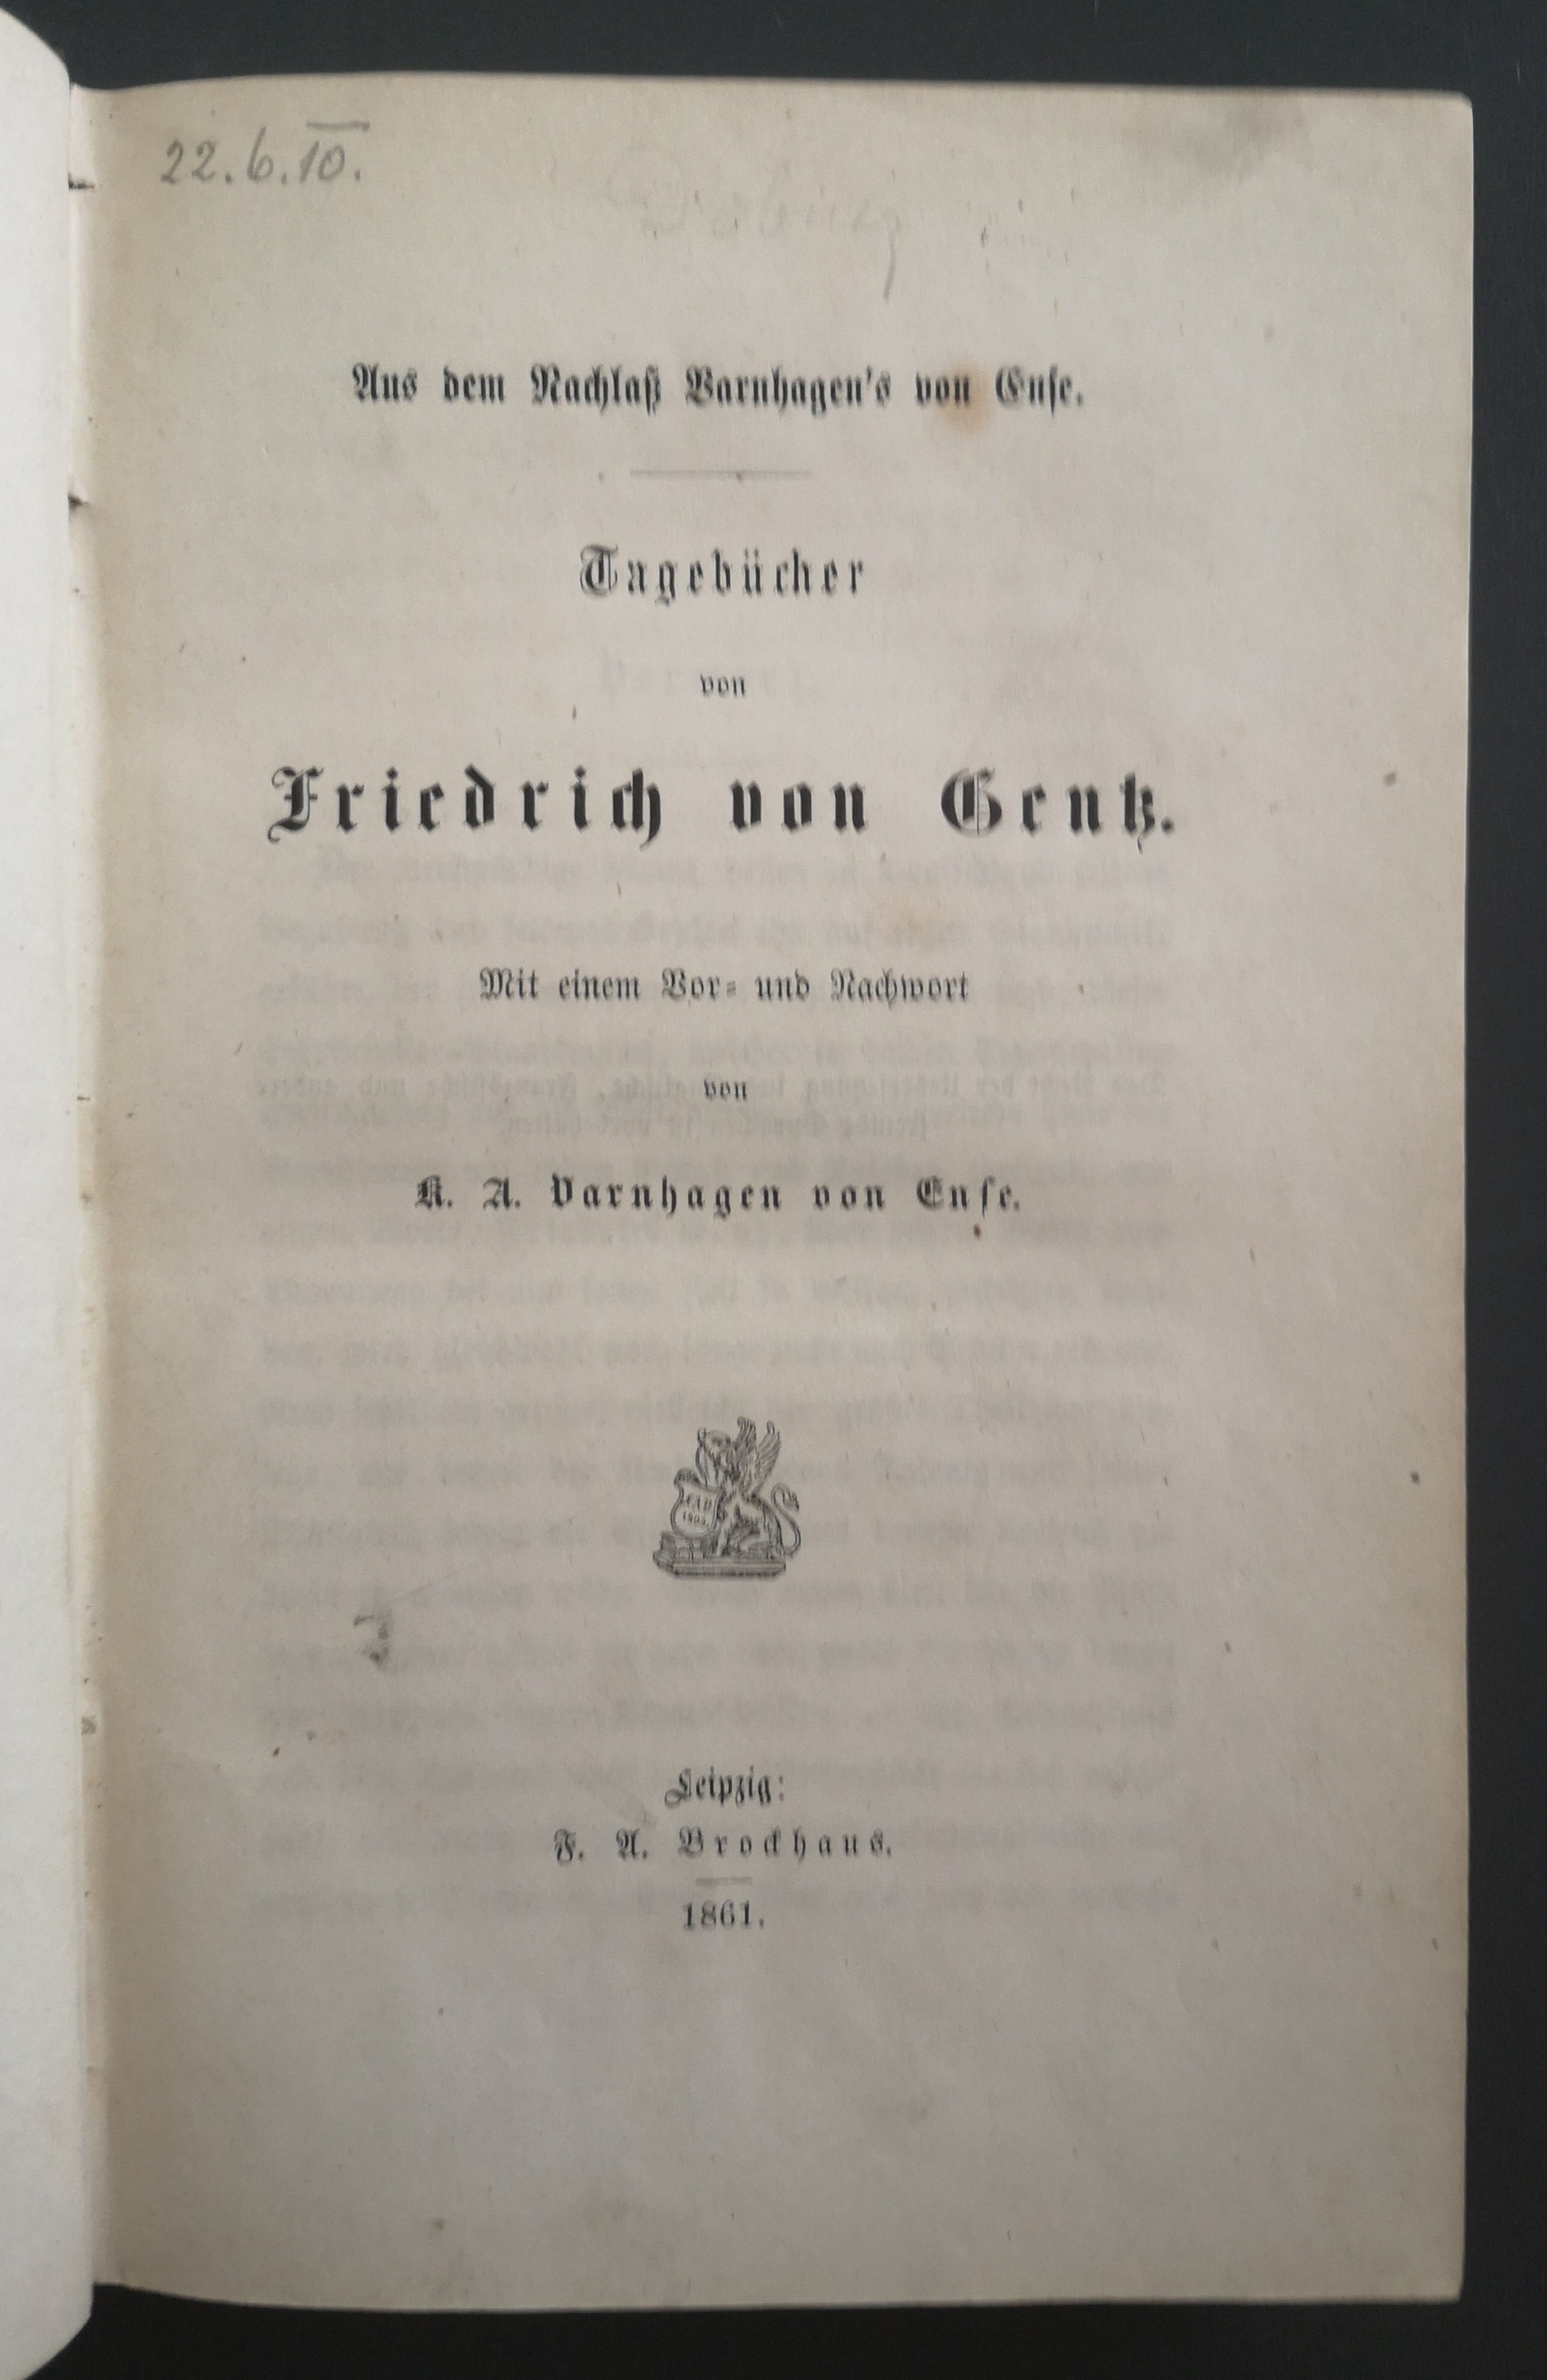 22.6.10.
Aus dem Nachlaß Varnhagen's von Ense.
Tagebücher
von
Friedrich von Gentz.
Mit einem Vor- und Nachwort
von
K. A. Varnhagen von Ense.
F.A.B.
1805.
Leipzig:
F. A. Brockhaus.
1861.